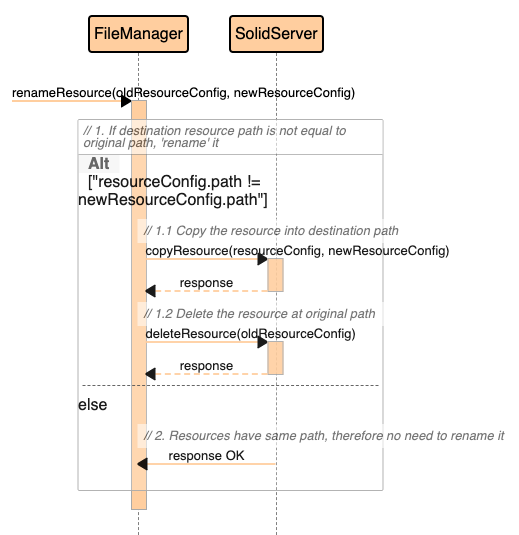 FileManager
SolidServer
renameResource(oldResourceConfig, newResourceConfig)
// 1. If destination resource path is not equal to
original path, 'rename' it
Alt
["resourceConfig.path !=
newResourceConfig.path"]
// 1.1 Copy the resource into destination path
copyResource(resourceConfig, newResourceConfig)
response
// 1.2 Delete the resource at original path
deleteResource(oldResourceConfig)
response
else
// 2. Resources have same path, therefore no need to rename it
response OK